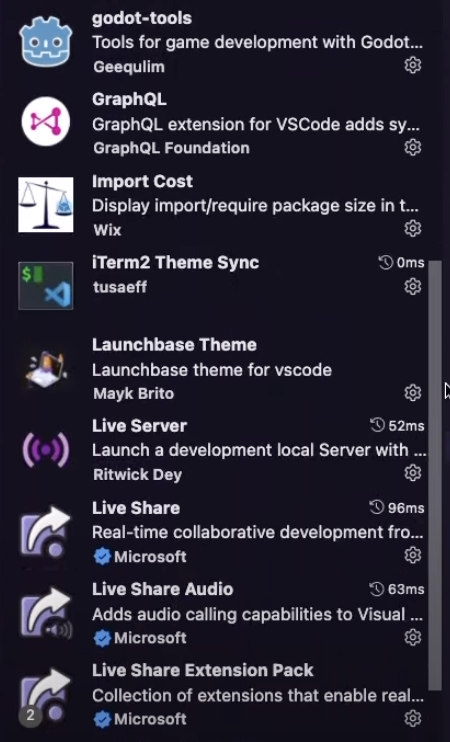 godot-tools
Tools for game development with Godot...
Geequlim
GraphQL
GraphQL extension for VSCode adds sy...
GraphQL Foundation
Import Cost
Display import/require package size in t...
Wix
iTerm2 Theme Sync 0ms
$
tusaeff
Launchbase Theme
Launchbase theme for vscode
Mayk Brito
Live Server 52ms
Launch a development local Server with ...
Ritwick Dey
Live Share 96ms
Real-time collaborative development fro...
Microsoft
Live Share Audio 63ms
Adds audio calling capabilities to Visual ...
Microsoft
Live Share Extension Pack
Collection of extensions that enable real...
2
Microsoft